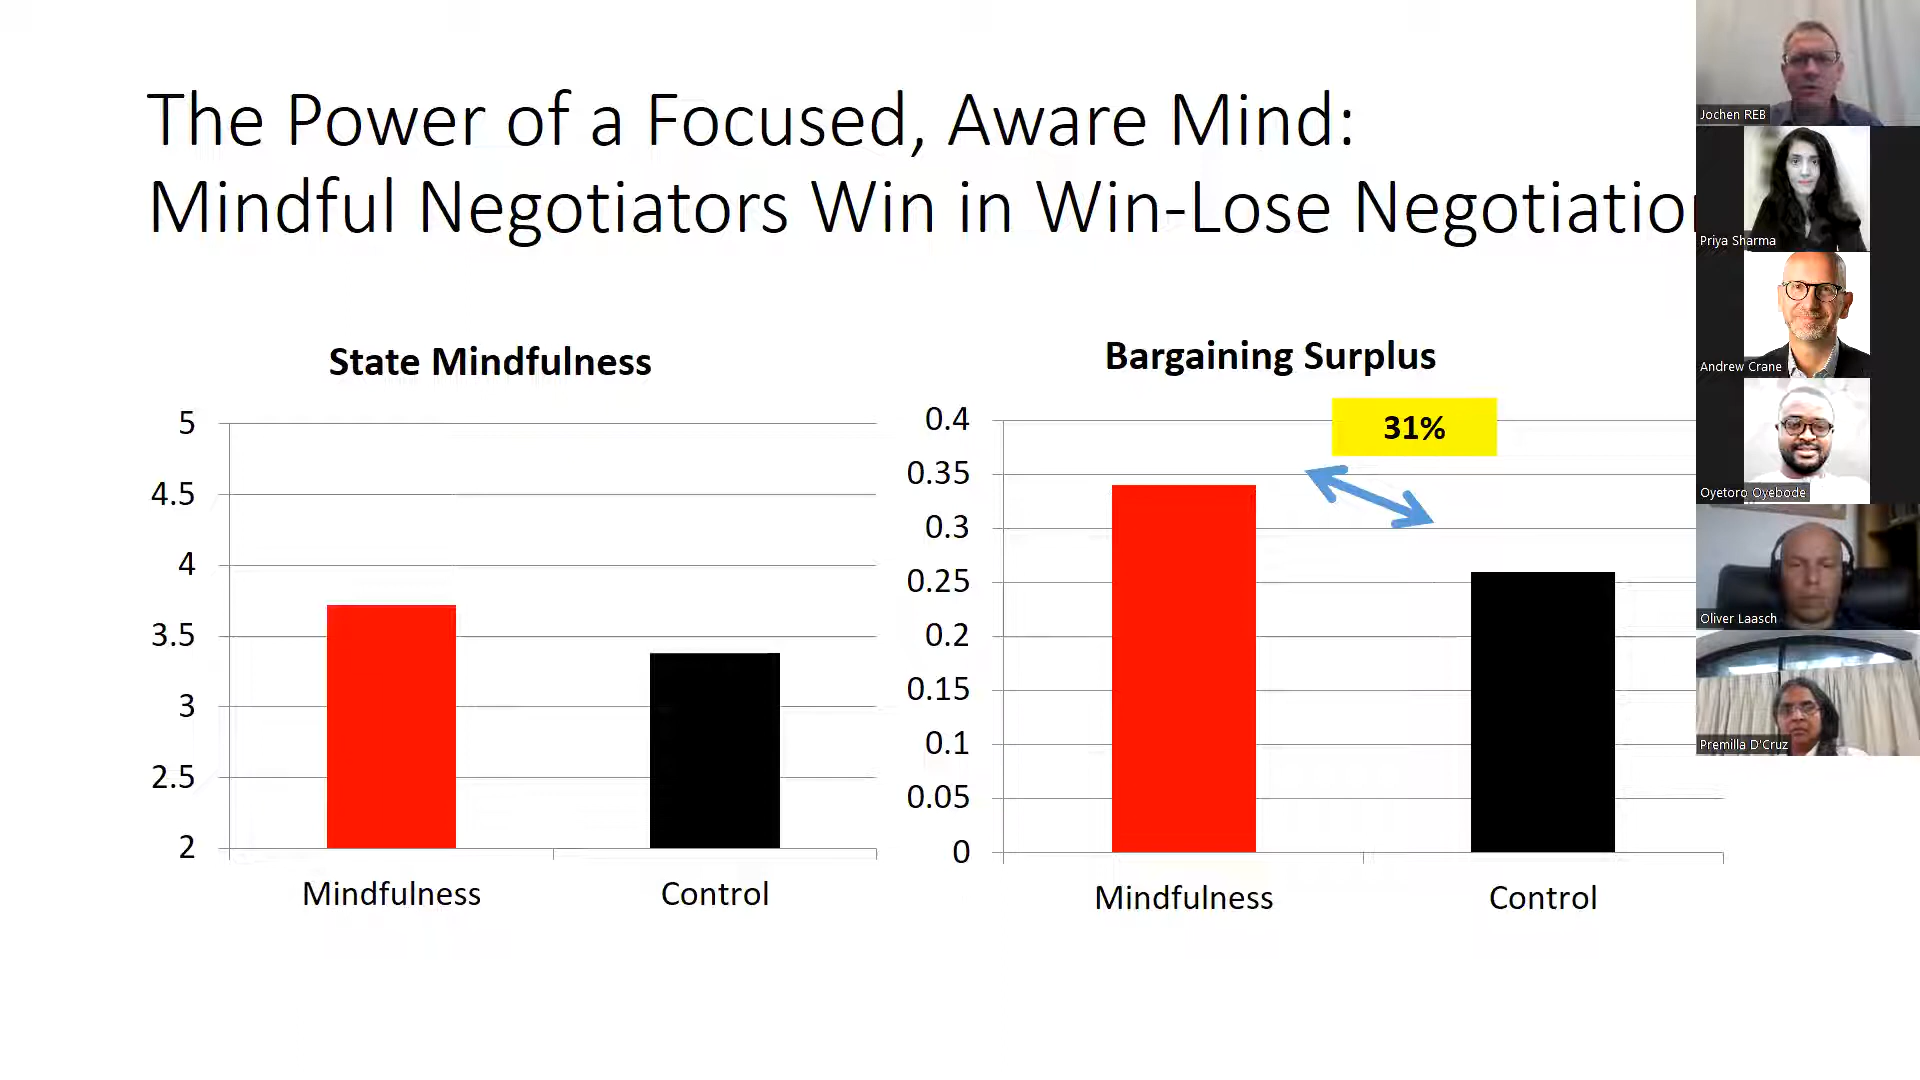 The Power of a Focused, Aware Mind:
Mindful Negotiators Win in Win-Lose Negotiation
State Mindfulness
5
4.5
4
3.5
3
2.5
2
Mindfulness
Control
Bargaining Surplus
31%
0.4
0.35
0.3
0.25
0.2
0.15
0.1
0.05
0
Mindfulness
Control
Jochen REB
Priya Sharma
Andrew Crane
Oyetoro Oyebode
Oliver Laasch
Premilla D'Cruz